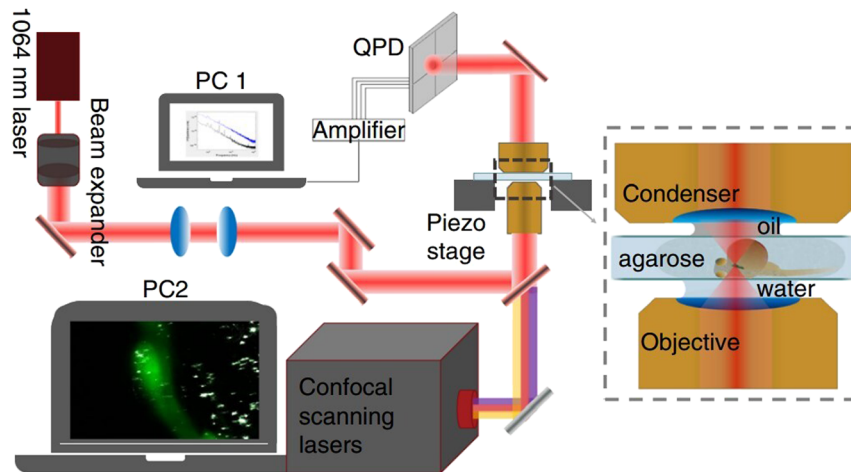 1064 nm laser
Beam expander
PC 1
QPD
Amplifier
Piezo
stage
PC2
Confocal
scanning
lasers
Condenser
oil
agarose
water
Objective